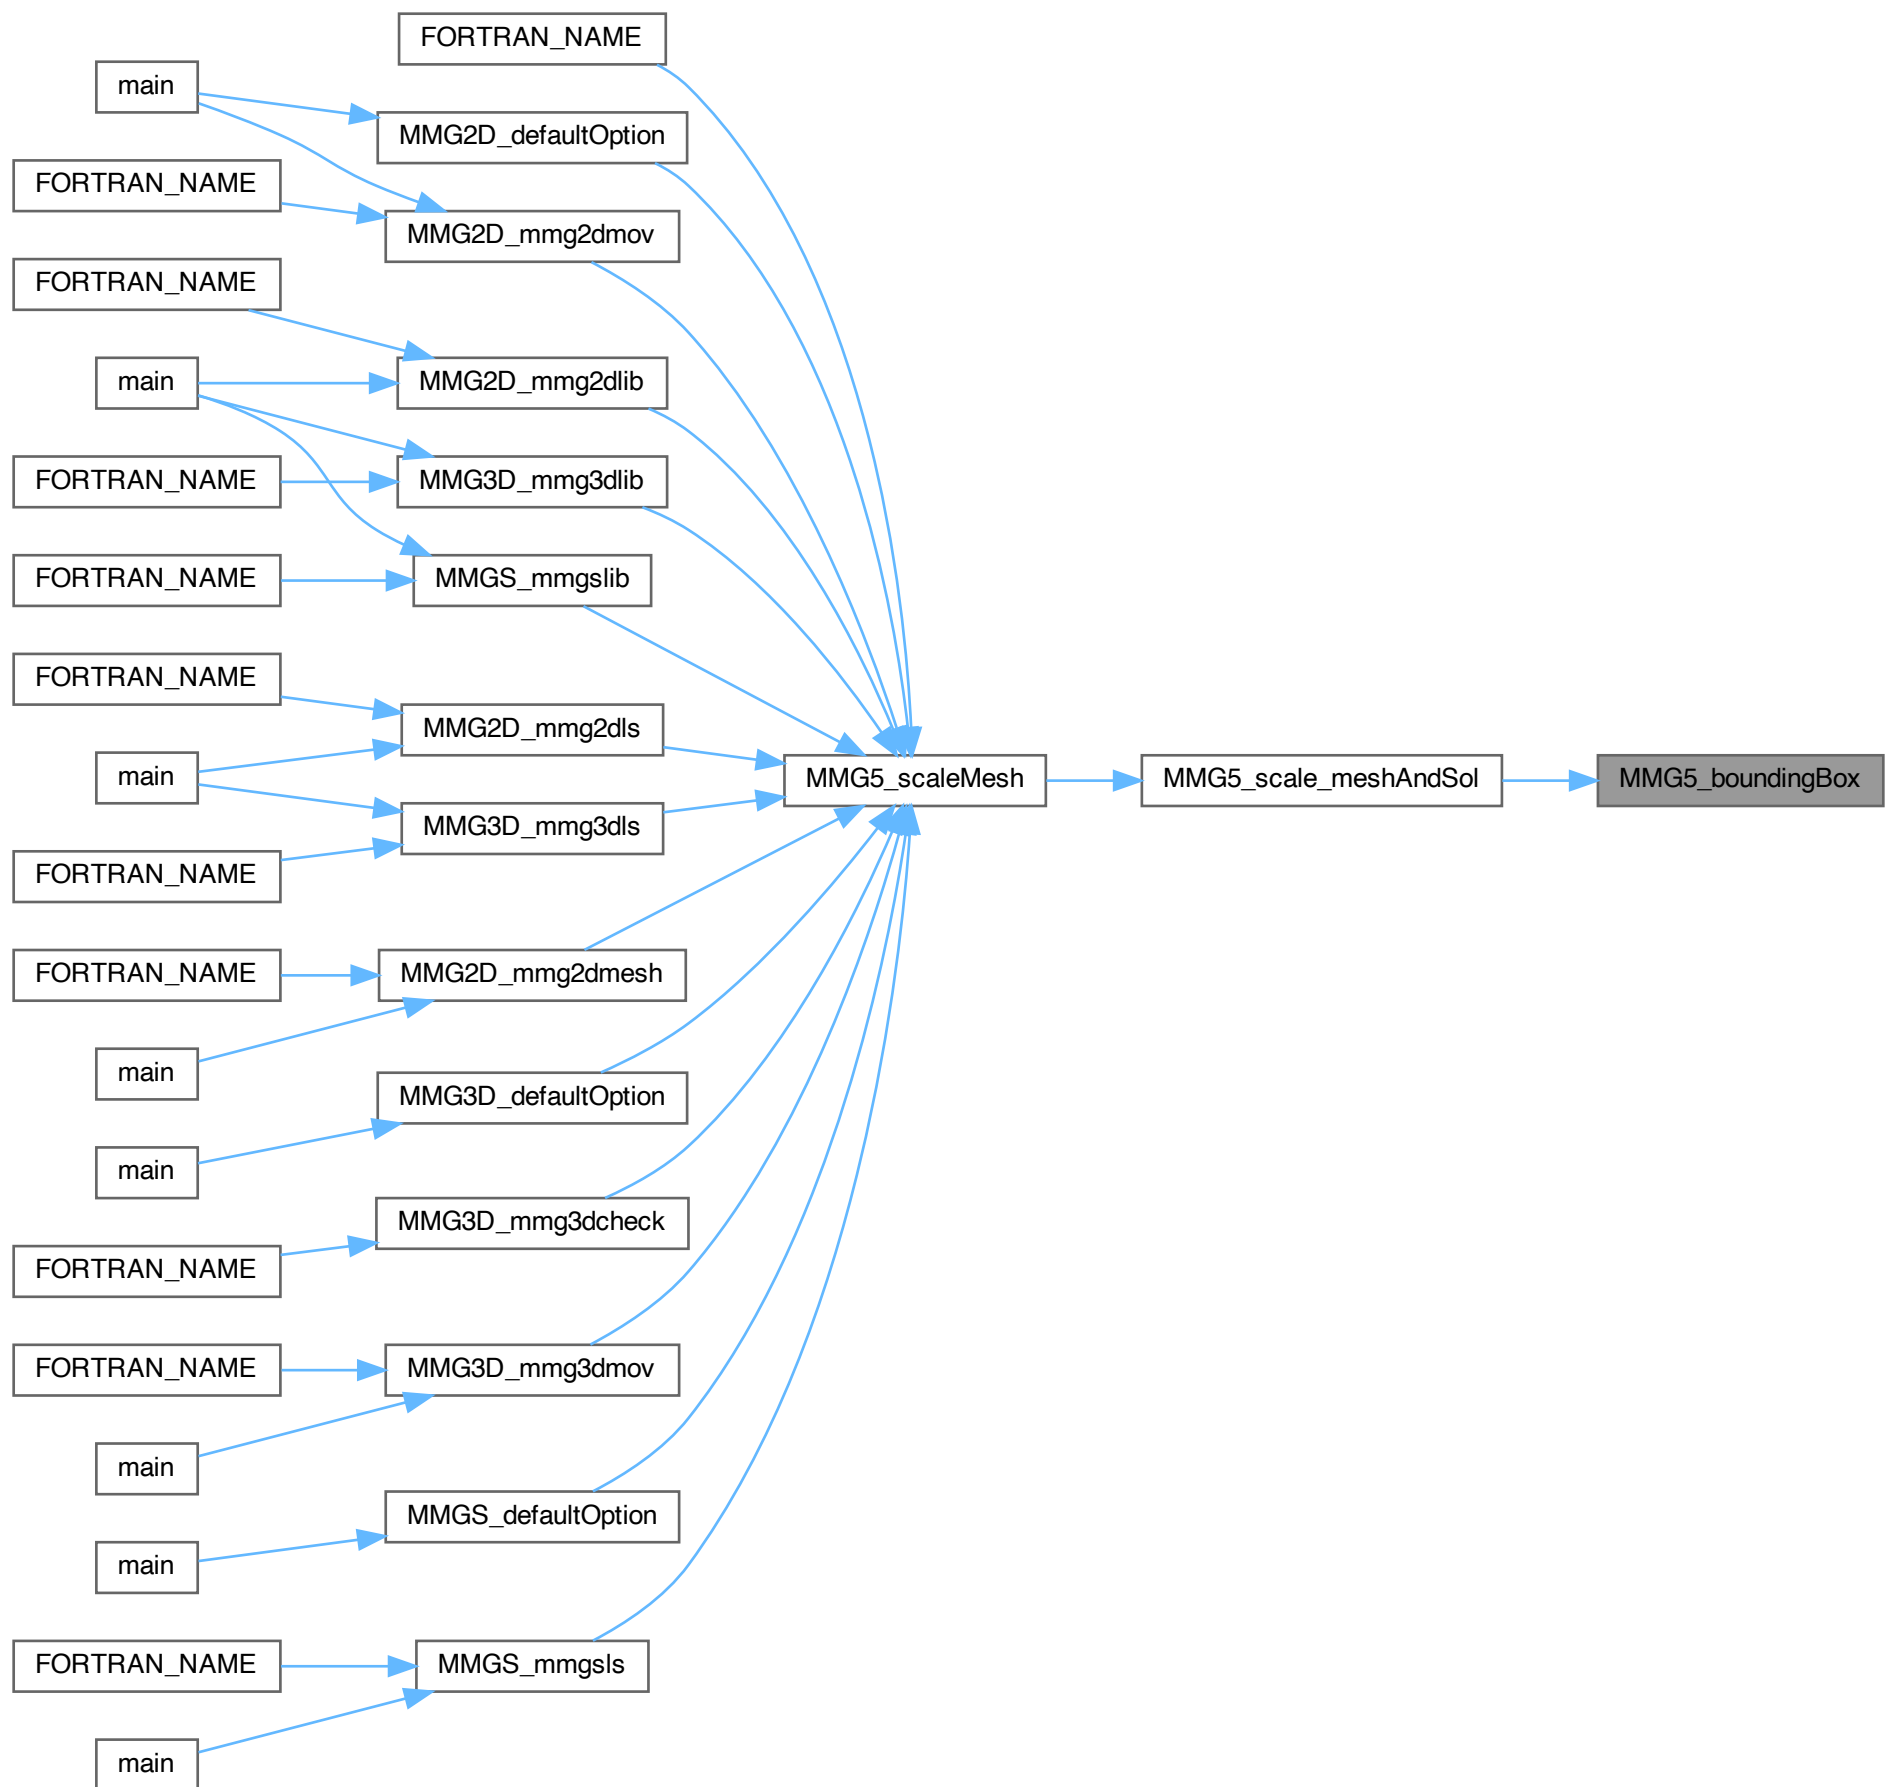 FORTRAN_NAME
main
MMG2D_defaultOption
FORTRAN_NAME
MMG2D_mmg2dmov
FORTRAN_NAME
main
MMG2D_mmg2dlib
FORTRAN_NAME
MMG3D_mmg3dlib
FORTRAN_NAME
MMGS_mmgslib
FORTRAN_NAME
MMG2D_mmg2dls
main
MMG5_scaleMesh
MMG5_scale_meshAndSol
MMG5_boundingBox
MMG3D_mmg3dls
FORTRAN_NAME
FORTRAN_NAME
MMG2D_mmg2dmesh
main
MMG3D_defaultOption
main
MMG3D_mmg3dcheck
FORTRAN_NAME
FORTRAN_NAME
MMG3D_mmg3dmov
main
MMGS_defaultOption
main
FORTRAN_NAME
MMGS_mmgsls
main